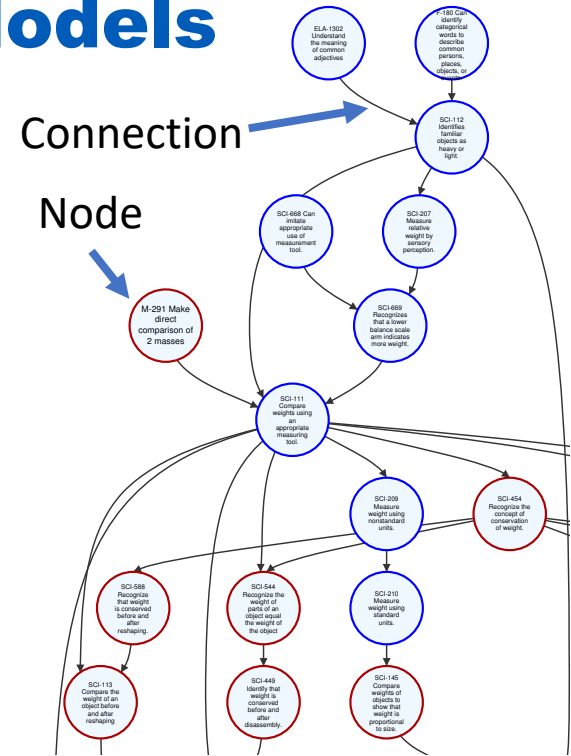 Models
ELA-1302
Understand
the meaning
of common
adjectives
F-180 Can
identify
categorical
words to
describe
common
persons,
places,
objects, or
events.
Connection
SCI-112
Identifies
familiar
objects as
heavy or
light.
Node
SCI-668 Can
imitate
appropriate
use of
measurement
tool.
SCI-207
Measure
relative
weight by
sensory
perception.
M-291 Make
direct
comparison of
2 masses
SCI-669
Recognizes
that a lower
balance scale
arm indicates
more weight.
SCI-111
Compare
weights using
an
appropriate
measuring
tool.
SCI-209
Measure
weight using
nonstandard
units.
SCI-454
Recognize the
concept of
conservation
of weight.
SCI-588
Recognize
that weight
is conserved
before and
after
reshaping.
SCI-544
Recognize the
weight of
parts of an
object equal
the weight of
the object
SCI-210
Measure
weight using
standard
units.
SCI-113
Compare the
weight of an
object before
and after
reshaping
SCI-449
Identify that
weight is
conserved
before and
after
disassembly.
SCI-145
Compare
weights of
objects to
show that
weight is
proportional
to size.